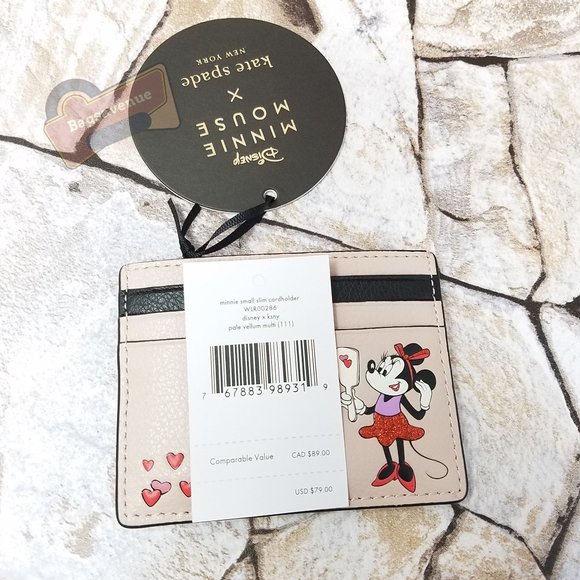 Bagsavenue
Disney
MINNIE
MOUSE
X
kate spade
NEW YORK
minnie small slim cardholder
WLR00286
disney x ksny
pale vellum multi (111)
7 67883 98931 9
Comparable Value CAD $89.00
USD $79.00